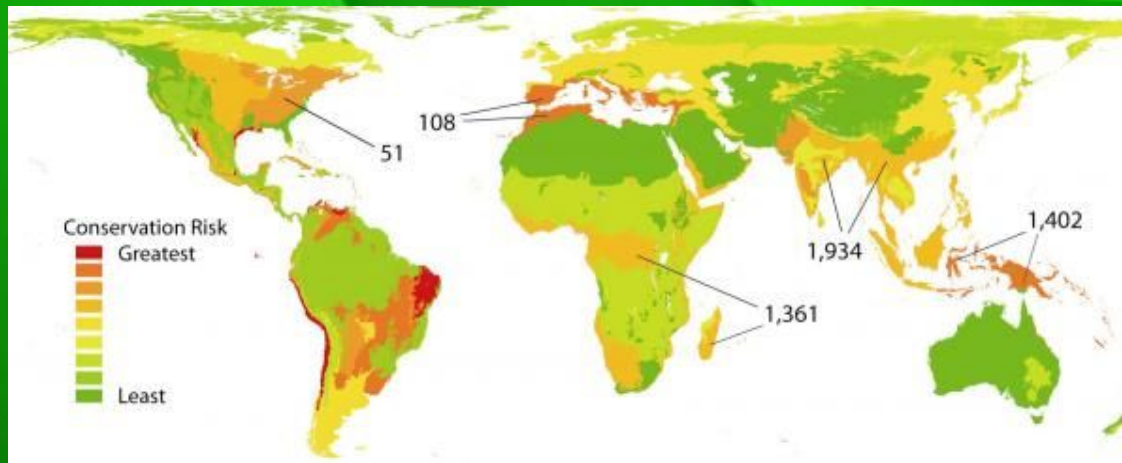 108
51
Conservation Risk
Greatest
Least
1,934
1,402
1,361